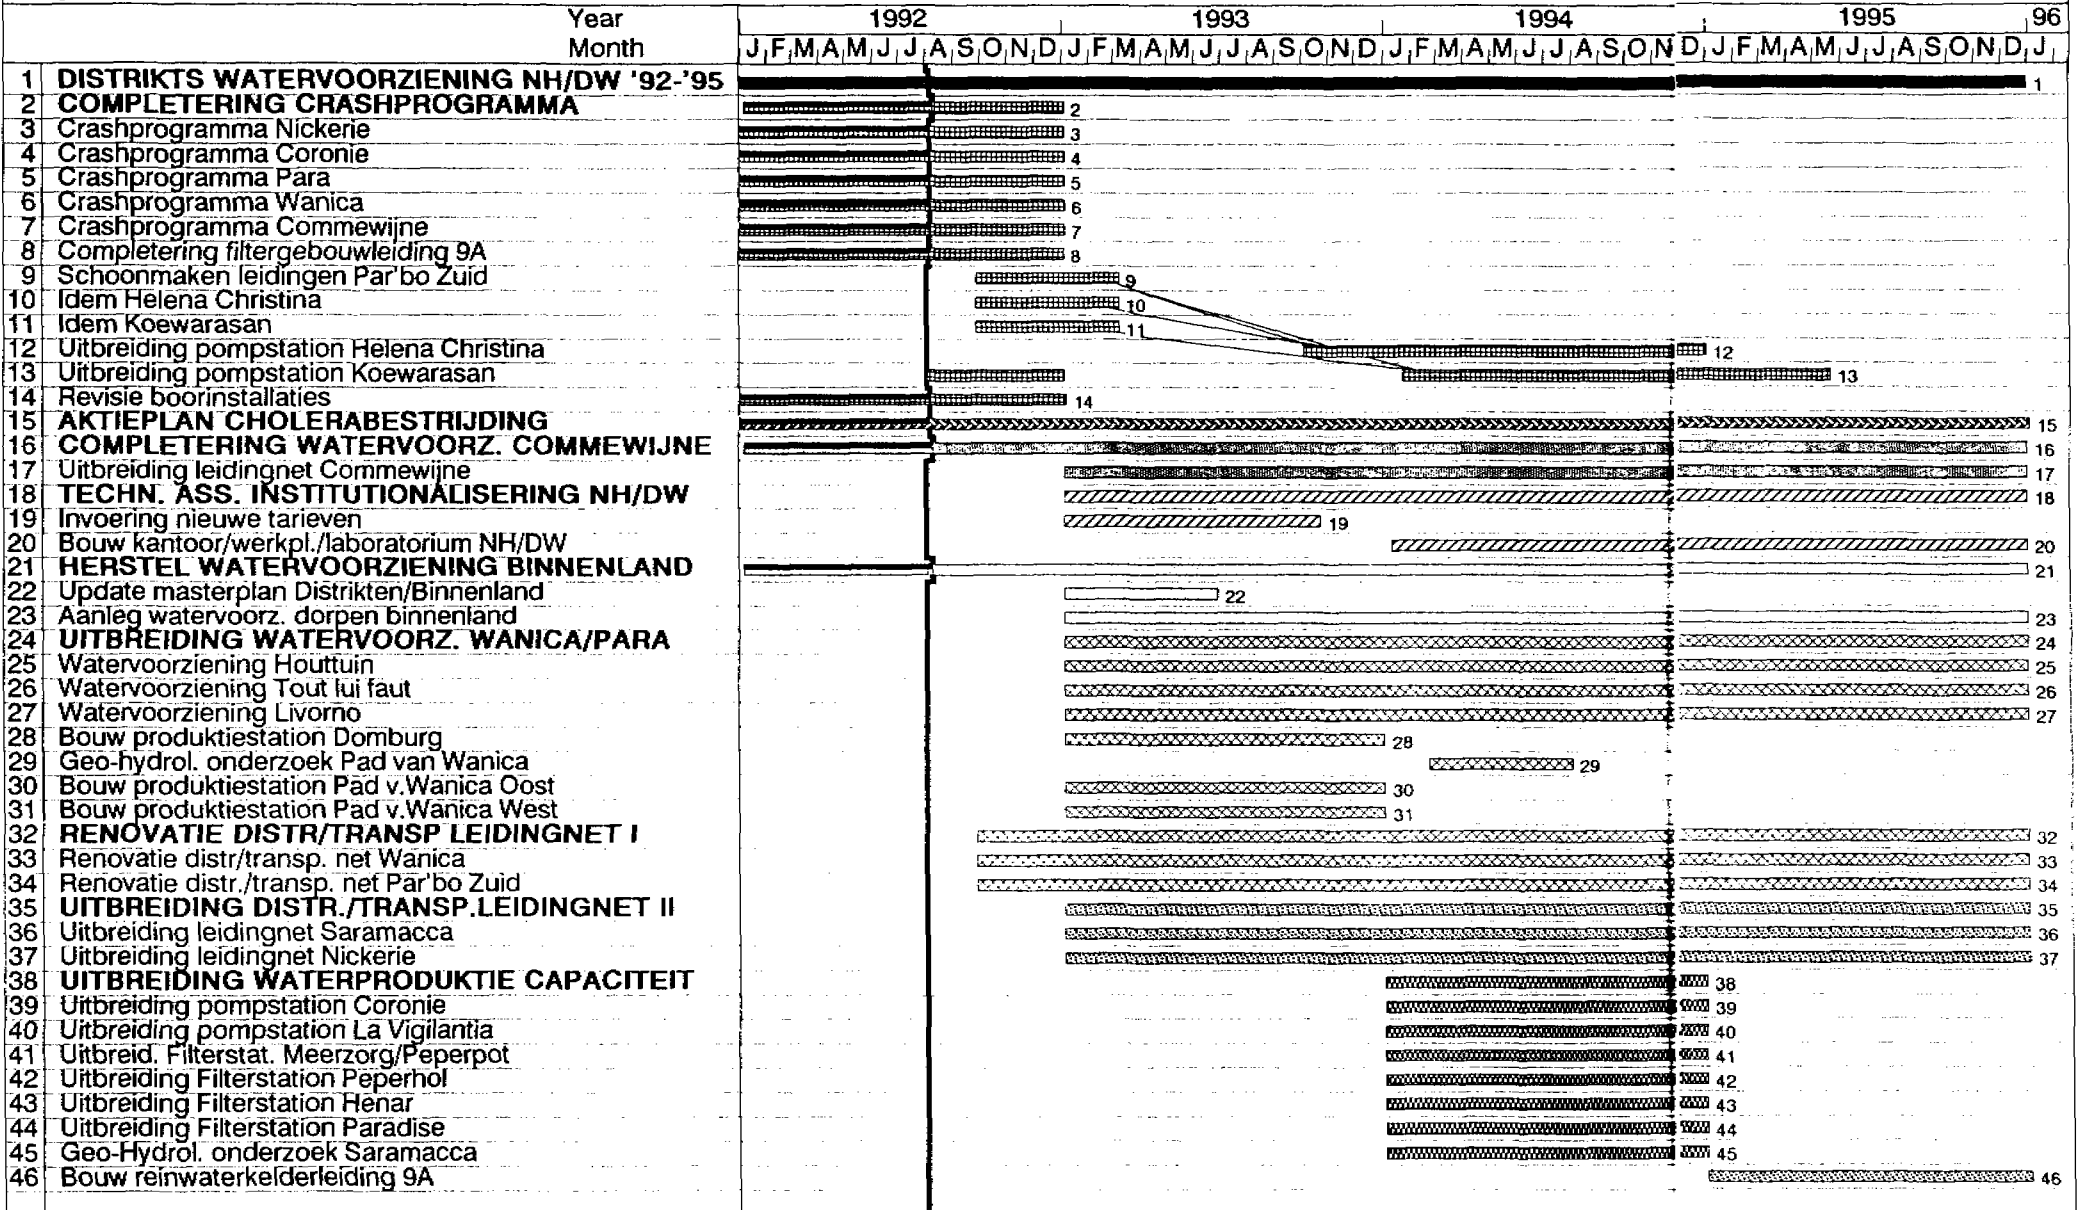 Year 1992 1993 1994 1995 96
Month J F M A M J J A S O N D J F M A M J J A S O N D J F M A M J J A S O N D J F M A M J J A S O N D J
1 DISTRIKTS WATERVOORZIENING NH/DW '92-'95 1
2 COMPLETERING CRASHPROGRAMMA 2
3 Crashprogramma Nickerie 3
4 Crashprogramma Coronie 4
5 Crashprogramma Para 5
6 Crashprogramma Wanica 6
7 Crashprogramma Commewijne 7
8 Completering filtergebouwleiding 9A 8
9 Schoonmaken leidingen Par'bo Zuid 9
10 Idem Helena Christina 10
11 Idem Koewarasan 11
12 Uitbreiding pompstation Helena Christina 12
13 Uitbreiding pompstation Koewarasan 13
14 Revisie boorinstallaties 14
15 AKTIEPLAN CHOLERABESTRIJDING 15
16 COMPLETERING WATERVOORZ. COMMEWIJNE 16
17 Uitbreiding leidingnet Commewijne 17
18 TECHN. ASS. INSTITUTIONALISERING NH/DW 18
19 Invoering nieuwe tarieven 19
20 Bouw kantoor/werkpl./laboratorium NH/DW 20
21 HERSTEL WATERVOORZIENING BINNENLAND 21
22 Update masterplan Distrikten/Binnenland 22
23 Aanleg watervoorz. dorpen binnenland 23
24 UITBREIDING WATERVOORZ. WANICA/PARA 24
25 Watervoorziening Houttuin 25
26 Watervoorziening Tout lui faut 26
27 Watervoorziening Livorno 27
28 Bouw produktiestation Domburg 28
29 Geo-hydrol. onderzoek Pad van Wanica 29
30 Bouw produktiestation Pad v.Wanica Oost 30
31 Bouw produktiestation Pad v.Wanica West 31
32 RENOVATIE DISTR/TRANSP LEIDINGNET I 32
33 Renovatie distr/transp. net Wanica 33
34 Renovatie distr./transp. net Par'bo Zuid 34
35 UITBREIDING DISTR./TRANSP.LEIDINGNET II 35
36 Uitbreiding leidingnet Saramacca 36
37 Uitbreiding leidingnet Nickerie 37
38 UITBREIDING WATERPRODUKTIE CAPACITEIT 38
39 Uitbreiding pompstation Coronie 39
40 Uitbreiding pompstation La Vigilantia 40
41 Uitbreid. Filterstat. Meerzorg/Peperpot 41
42 Uitbreiding Filterstation Peperhol 42
43 Uitbreiding Filterstation Henar 43
44 Uitbreiding Filterstation Paradise 44
45 Geo-Hydrol. onderzoek Saramacca 45
46 Bouw reinwaterkelderleiding 9A 46